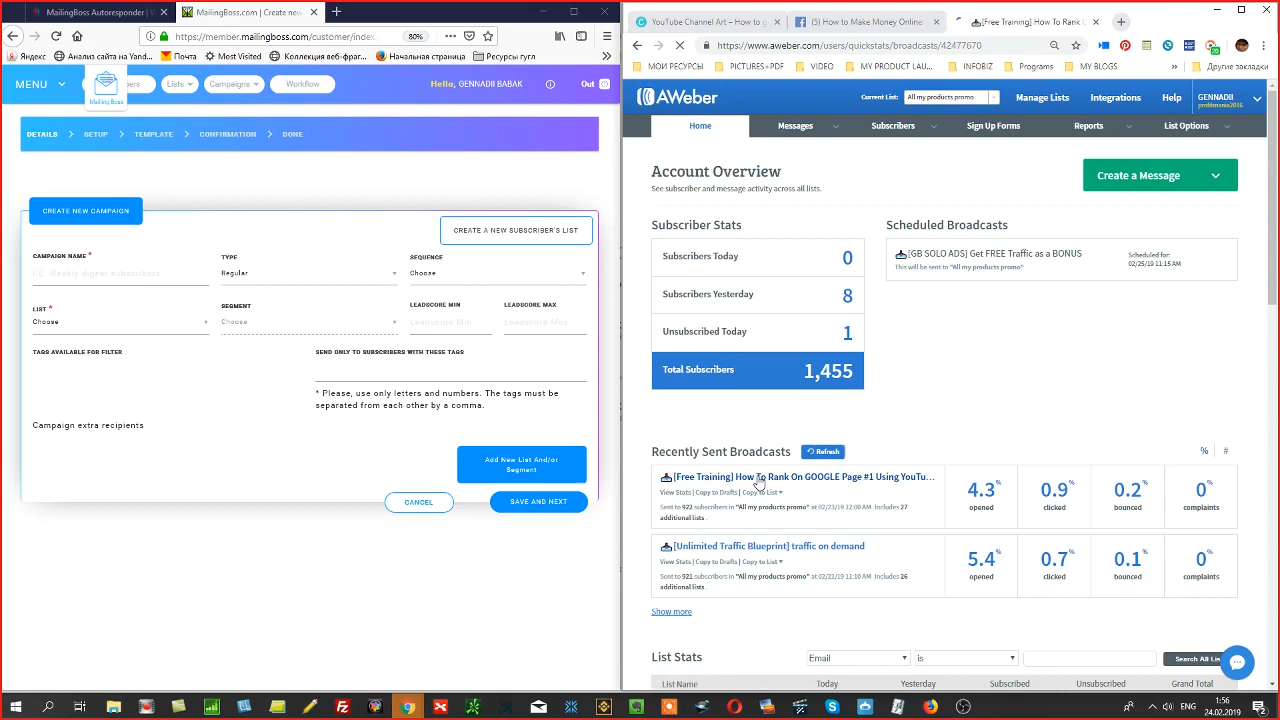 MailingBoss Autoresponder | W
MailingBoss.com | Create new
https://member.mailingboss.com/customer/index.
80%
Яндекс
Анализ сайта на Yand...
Most Visited
Коллекция веб-фраг...
Начальная страница
Ресурсы гугл
MENU
Mailing Boss
Lists
Campaigns
Workflow
Hello, GENNADII BABAK
Out
DETAILS
SETUP
TEMPLATE
CONFIRMATION
DONE
CREATE NEW CAMPAIGN
CREATE A NEW SUBSCRIBER'S LIST
CAMPAIGN NAME *
I.E. Weekly digest subscribers
TYPE
Regular
SEQUENCE
Choose
LIST *
Choose
SEGMENT
Choose
LEADSCORE MIN
Leadscore Min
LEADSCORE MAX
Leadscore Max
TAGS AVAILABLE FOR FILTER
SEND ONLY TO SUBSCRIBERS WITH THESE TAGS
* Please, use only letters and numbers. The tags must be
separated from each other by a comma.
Campaign extra recipients
Add New List And/or
Segment
CANCEL
SAVE AND NEXT
YouTube Channel Art – How to g
(5) How to Make Money Online
[Free Training] How To Rank O
https://www.aweber.com/users/quickstats/broadcasts/42477670
МОИ РЕСУРСЫ
PICTURES+PDF
VIDEO
MY PRODUCT LAU...
INFOBIZ
Programs
MY BLOGS
Другие закладки
AWeber
Current List:
All my products promo
Manage Lists
Integrations
Help
GENNADII
profitmania2016
Home
Messages
Subscribers
Sign Up Forms
Reports
List Options
Account Overview
See subscriber and message activity across all lists.
Create a Message
Subscriber Stats
Subscribers Today 0
Subscribers Yesterday 8
Unsubscribed Today 1
Total Subscribers 1,455
Scheduled Broadcasts
[GB SOLO ADS] Get FREE Traffic as a BONUS
This will be sent to "All my products promo"
Scheduled for:
02/25/19 11:15 AM
Recently Sent Broadcasts
Refresh
% #
[Free Training] How To Rank On GOOGLE Page #1 Using YouTu...
View Stats | Copy to Drafts | Copy to List
Sent to 922 subscribers in "All my products promo" at 02/23/19 12:00 AM Includes 27
additional lists .
4.3% opened
0.9% clicked
0.2% bounced
0% complaints
[Unlimited Traffic Blueprint] traffic on demand
View Stats | Copy to Drafts | Copy to List
Sent to 921 subscribers in "All my products promo" at 02/22/19 11:10 AM Includes 26
additional lists .
5.4% opened
0.7% clicked
0.1% bounced
0% complaints
Show more
List Stats
Email
is
Search All Lis
List Name
Today
Yesterday
Subscribed
Unsubscribed
Grand Total
1:56
24.02.2019